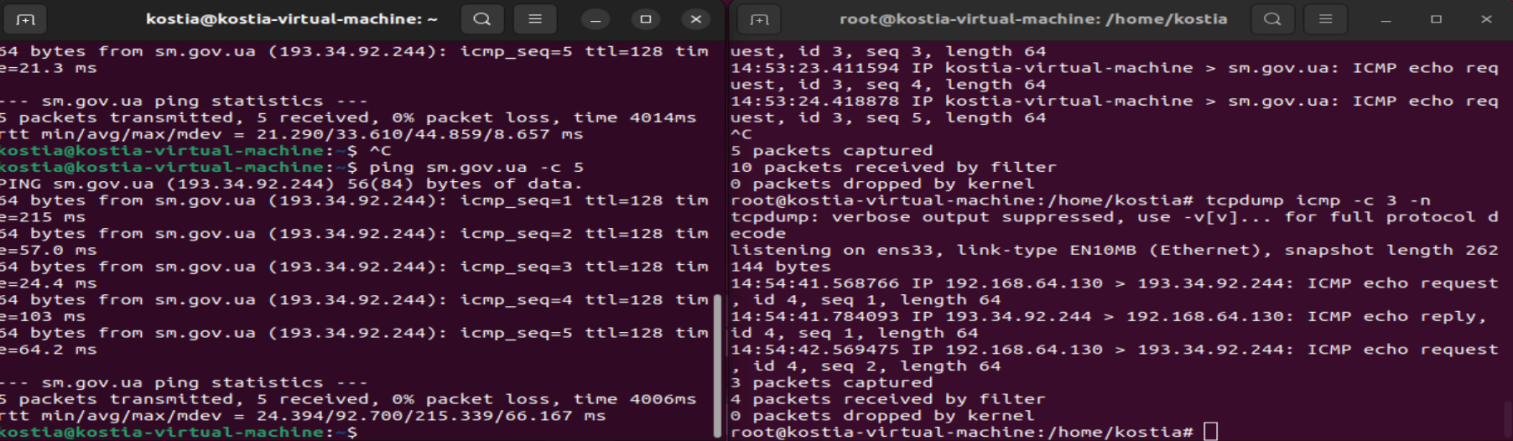 kostia@kostia-virtual-machine: ~
64 bytes from sm.gov.ua (193.34.92.244): icmp_seq=5 ttl=128 tim
e=21.3 ms
--- sm.gov.ua ping statistics ---
5 packets transmitted, 5 received, 0% packet loss, time 4014ms
rtt min/avg/max/mdev = 21.290/33.610/44.859/8.657 ms
kostia@kostia-virtual-machine:~$ ^C
kostia@kostia-virtual-machine:~$ ping sm.gov.ua -c 5
PING sm.gov.ua (193.34.92.244) 56(84) bytes of data.
64 bytes from sm.gov.ua (193.34.92.244): icmp_seq=1 ttl=128 tim
e=215 ms
64 bytes from sm.gov.ua (193.34.92.244): icmp_seq=2 ttl=128 tim
e=57.0 ms
64 bytes from sm.gov.ua (193.34.92.244): icmp_seq=3 ttl=128 tim
e=24.4 ms
64 bytes from sm.gov.ua (193.34.92.244): icmp_seq=4 ttl=128 tim
e=103 ms
64 bytes from sm.gov.ua (193.34.92.244): icmp_seq=5 ttl=128 tim
e=64.2 ms
--- sm.gov.ua ping statistics ---
5 packets transmitted, 5 received, 0% packet loss, time 4006ms
rtt min/avg/max/mdev = 24.394/92.700/215.339/66.167 ms
kostia@kostia-virtual-machine:~$
root@kostia-virtual-machine: /home/kostia
uest, id 3, seq 3, length 64
14:53:23.411594 IP kostia-virtual-machine > sm.gov.ua: ICMP echo req
uest, id 3, seq 4, length 64
14:53:24.418878 IP kostia-virtual-machine > sm.gov.ua: ICMP echo req
uest, id 3, seq 5, length 64
^C
5 packets captured
10 packets received by filter
0 packets dropped by kernel
root@kostia-virtual-machine:/home/kostia# tcpdump icmp -c 3 -n
tcpdump: verbose output suppressed, use -v[v]... for full protocol d
ecode
listening on ens33, link-type EN10MB (Ethernet), snapshot length 262
144 bytes
14:54:41.568766 IP 192.168.64.130 > 193.34.92.244: ICMP echo request
, id 4, seq 1, length 64
14:54:41.784093 IP 193.34.92.244 > 192.168.64.130: ICMP echo reply,
id 4, seq 1, length 64
14:54:42.569475 IP 192.168.64.130 > 193.34.92.244: ICMP echo request
, id 4, seq 2, length 64
3 packets captured
4 packets received by filter
0 packets dropped by kernel
root@kostia-virtual-machine:/home/kostia#